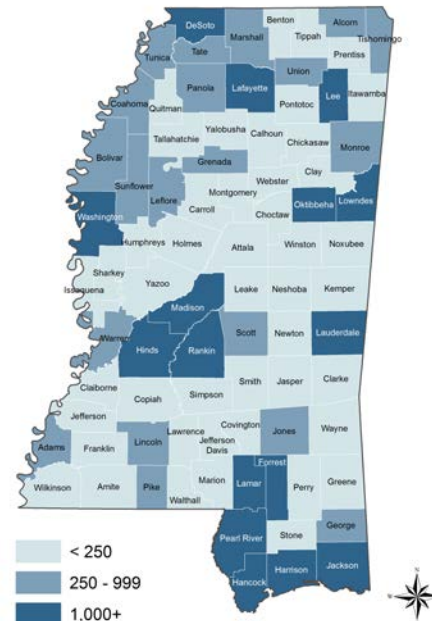 Benton
Alcorn
DeSoto
Marshall
Tippah
Tishomingo
Tunica
Tate
Prentiss
Union
Panola
Lafayette
Lee
Itawamba
Coahoma
Quitman
Pontotoc
Tallahatchie
Yalobusha
Calhoun
Chickasaw
Monroe
Bolivar
Grenada
Clay
Webster
Sunflower
Leflore
Montgomery
Carroll
Oktibbeha
Lowndes
Washington
Choctaw
Humphreys
Holmes
Attala
Winston
Noxubee
Sharkey
Issaquena
Yazoo
Leake
Neshoba
Kemper
Madison
Warren
Hinds
Rankin
Scott
Newton
Lauderdale
Claiborne
Copiah
Simpson
Smith
Jasper
Clarke
Jefferson
Lawrence
Covington
Wayne
Adams
Franklin
Lincoln
Jefferson
Davis
Jones
Forrest
Wilkinson
Amite
Pike
Walthall
Marion
Lamar
Perry
Greene
Pearl River
Stone
George
Hancock
Harrison
Jackson
< 250
250 - 999
1,000+
N